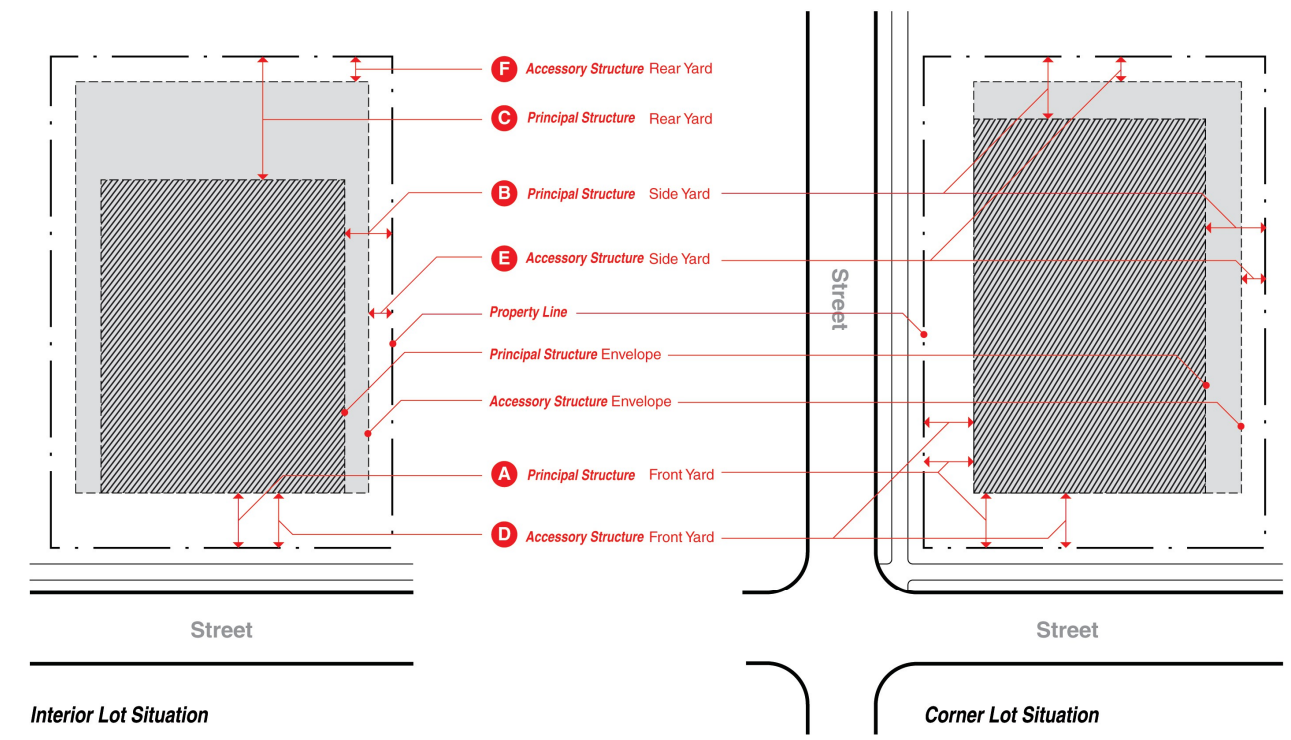 F Accessory Structure Rear Yard
C Principal Structure Rear Yard
B Principal Structure Side Yard
E Accessory Structure Side Yard
Property Line
Principal Structure Envelope
Accessory Structure Envelope
A Principal Structure Front Yard
D Accessory Structure Front Yard
Street
Street
Street
Interior Lot Situation
Corner Lot Situation